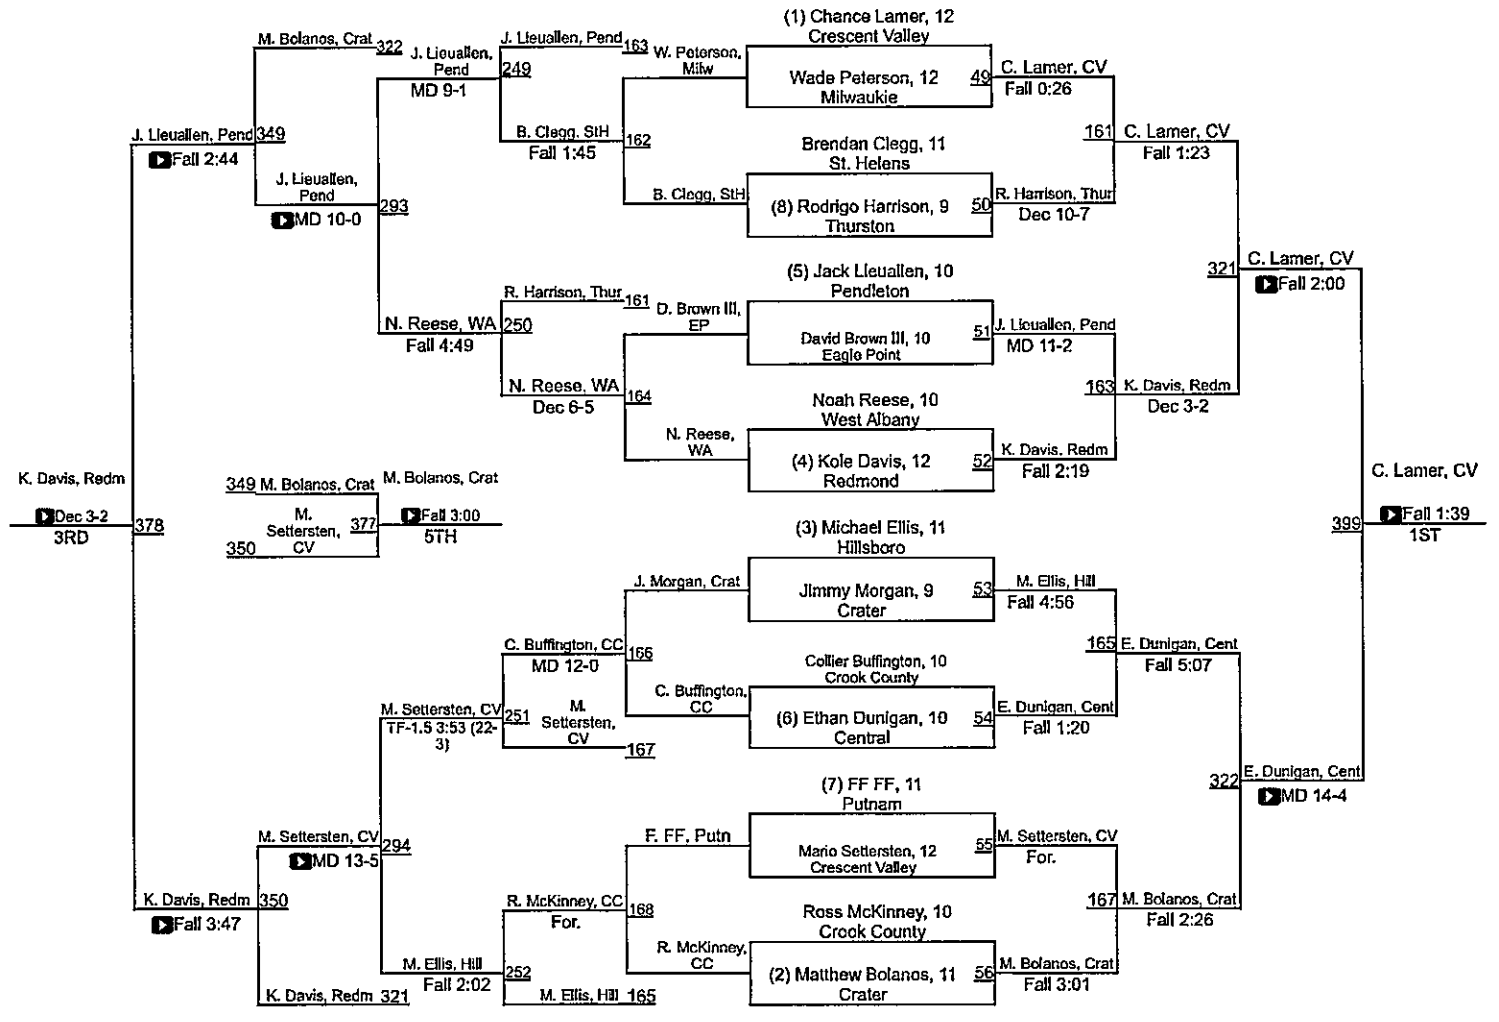 (1) Chance Lamer, 12
Crescent Valley
Wade Peterson, 12
Milwaukie
49
C. Lamer, CV
Fall 0:26
Brendan Clegg, 11
St. Helens
(8) Rodrigo Harrison, 9
Thurston
50
R. Harrison, Thur
Dec 10-7
(5) Jack Lieuallen, 10
Pendleton
David Brown III, 10
Eagle Point
51
J. Lieuallen, Pend
MD 11-2
Noah Reese, 10
West Albany
(4) Kole Davis, 12
Redmond
52
K. Davis, Redm
Fall 2:19
(3) Michael Ellis, 11
Hillsboro
Jimmy Morgan, 9
Crater
53
M. Ellis, Hill
Fall 4:56
Collier Buffington, 10
Crook County
(6) Ethan Dunigan, 10
Central
54
E. Dunigan, Cent
Fall 1:20
(7) FF FF, 11
Putnam
Mario Settersten, 12
Crescent Valley
55
M. Settersten, CV
For.
Ross McKinney, 10
Crook County
(2) Matthew Bolanos, 11
Crater
56
M. Bolanos, Crat
Fall 3:01
161
C. Lamer, CV
Fall 1:23
163
K. Davis, Redm
Dec 3-2
165
E. Dunigan, Cent
Fall 5:07
167
M. Bolanos, Crat
Fall 2:26
321
C. Lamer, CV
Fall 2:00
322
E. Dunigan, Cent
MD 14-4
399
C. Lamer, CV
Fall 1:39
1ST
W. Peterson,
Milw
B. Clegg, StH
162
B. Clegg, StH
Fall 1:45
J. Lieuallen, Pend
163
249
J. Lieuallen,
Pend
MD 9-1
D. Brown III,
EP
N. Reese,
WA
164
N. Reese, WA
Dec 6-5
R. Harrison, Thur
161
250
N. Reese, WA
Fall 4:49
293
J. Lieuallen,
Pend
MD 10-0
M. Bolanos, Crat
322
349
J. Lieuallen, Pend
Fall 2:44
J. Morgan, Crat
C. Buffington,
CC
166
C. Buffington, CC
MD 12-0
M.
Settersten,
CV
167
251
M. Settersten, CV
TF-1.5 3:53 (22-
3)
F. FF, Putn
R. McKinney,
CC
168
R. McKinney, CC
For.
M. Ellis, Hill
165
252
M. Ellis, Hill
Fall 2:02
294
M. Settersten, CV
MD 13-5
K. Davis, Redm
321
350
K. Davis, Redm
Fall 3:47
378
K. Davis, Redm
Dec 3-2
3RD
349
M. Bolanos, Crat
350
M.
Settersten,
CV
377
M. Bolanos, Crat
Fall 3:00
5TH